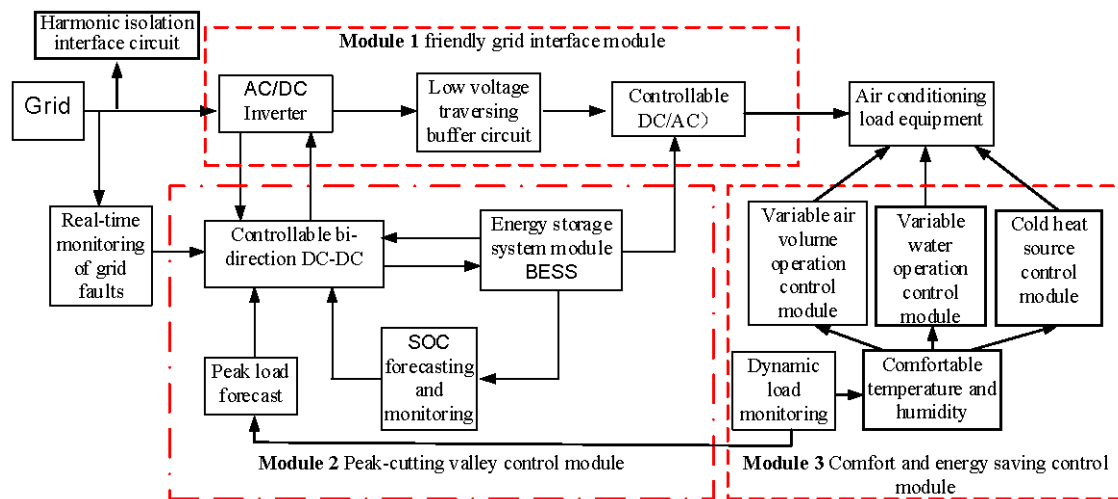 Harmonic isolation
interface circuit
Module 1 friendly grid interface module
Grid
AC/DC
Inverter
Low voltage
traversing
buffer circuit
Controllable
DC/AC）
Air conditioning
load equipment
Real-time
monitoring
of grid
faults
Controllable bi-
direction DC-DC
Energy storage
system module
BESS
Variable air
volume
operation
control
module
Variable
water
operation
control
module
Cold heat
source
control
module
Peak load
forecast
SOC
forecasting
and
monitoring
Dynamic
load
monitoring
Comfortable
temperature and
humidity
Module 2 Peak-cutting valley control module
Module 3 Comfort and energy saving control
module